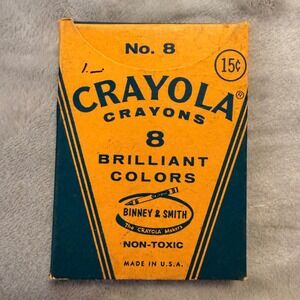 No. 8
15¢
CRAYOLA®
CRAYONS
8
BRILLIANT
COLORS
BINNEY & SMITH
The "CRAYOLA" Makers
NON-TOXIC
MADE IN U.S.A.